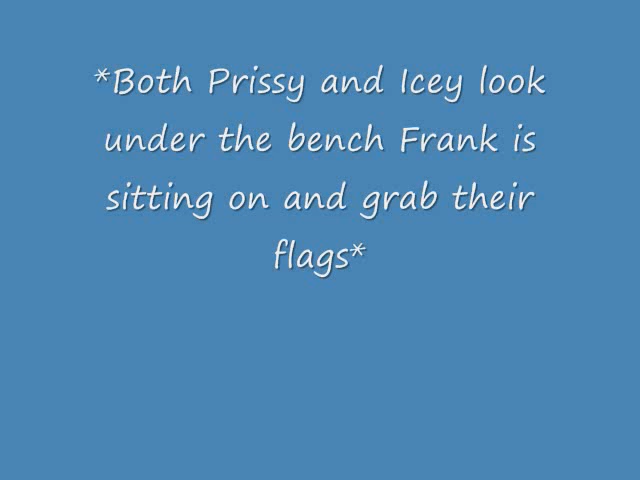 *Both Prissy and Icey look
under the bench Frank is
sitting on and grab their
flags*